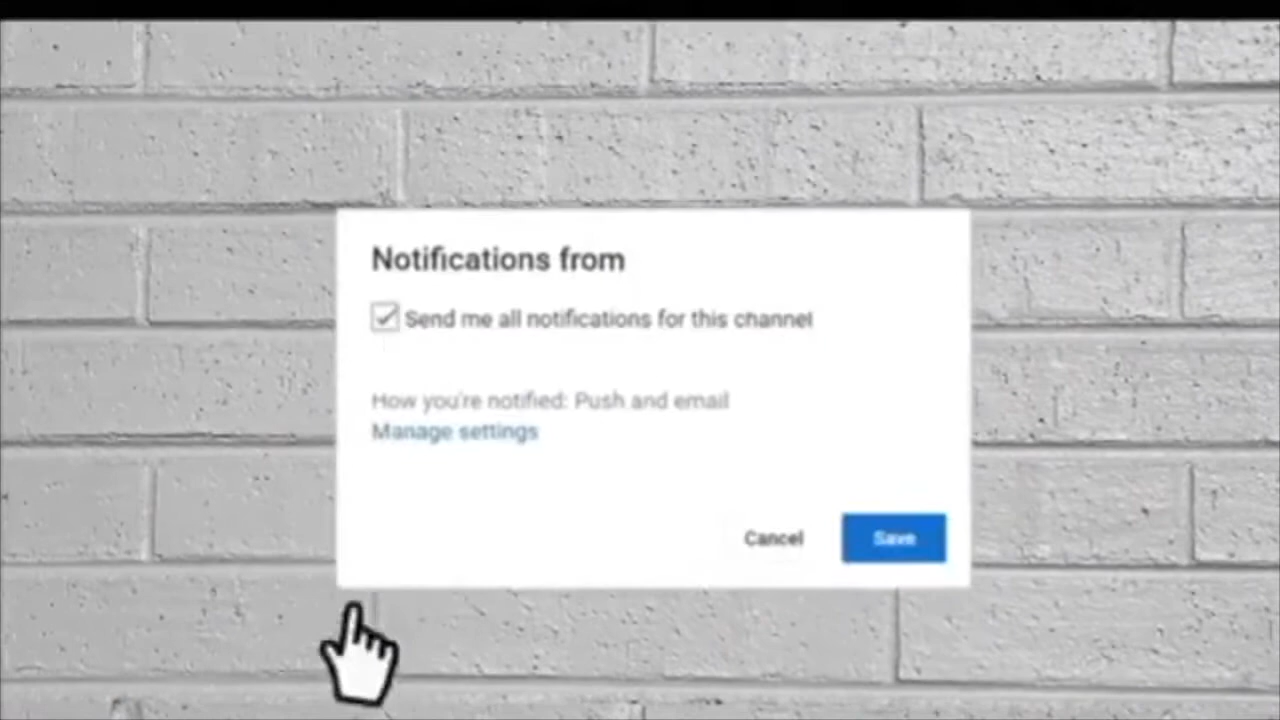 Notifications from
Send me all notifications for this channel
How you're notified: Push and email
Manage settings
Cancel
Save